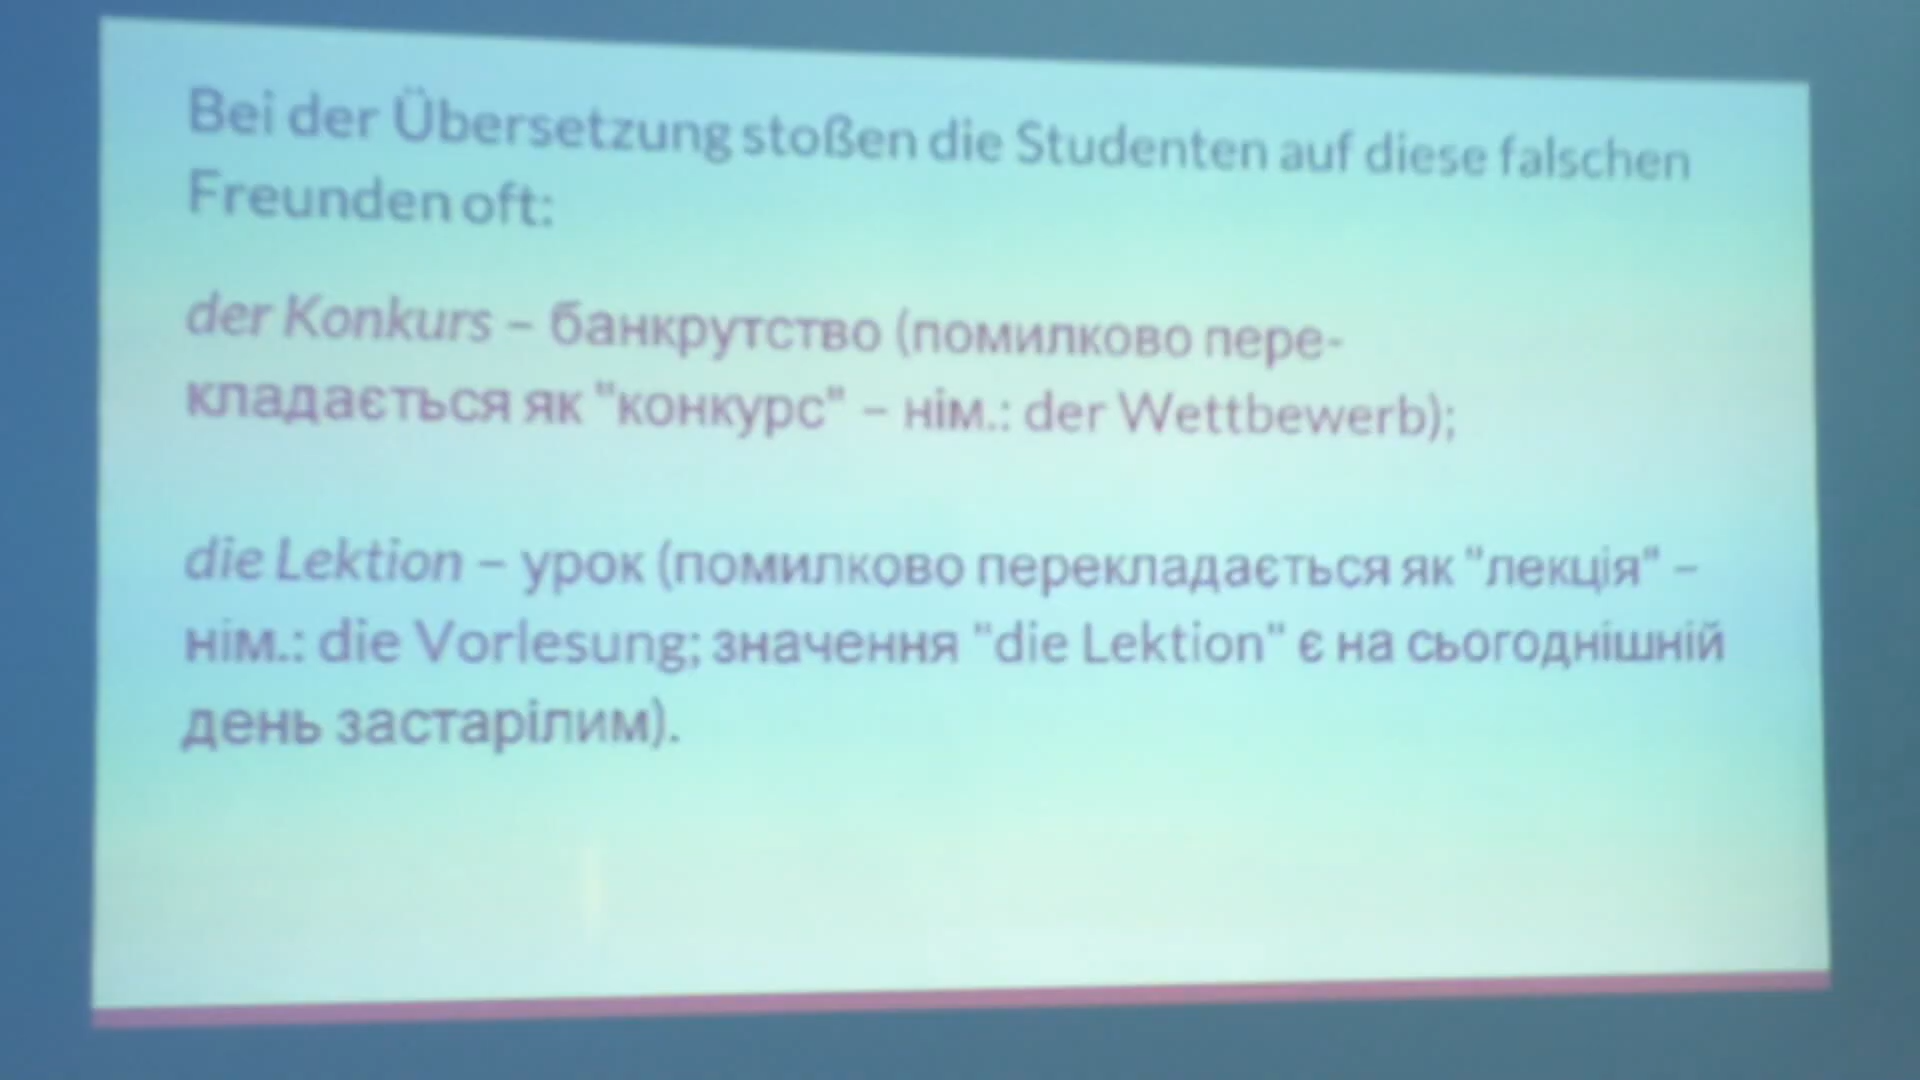 Bei der Übersetzung stoßen die Studenten auf diese falschen
Freunden oft:
der Konkurs – банкрутство (помилково пере-
кладається як "конкурс" – нім.: der Wettbewerb);
die Lektion – урок (помилково перекладається як "лекція" –
нім.: die Vorlesung; значення "die Lektion" є на сьогоднішній
день застарілим).